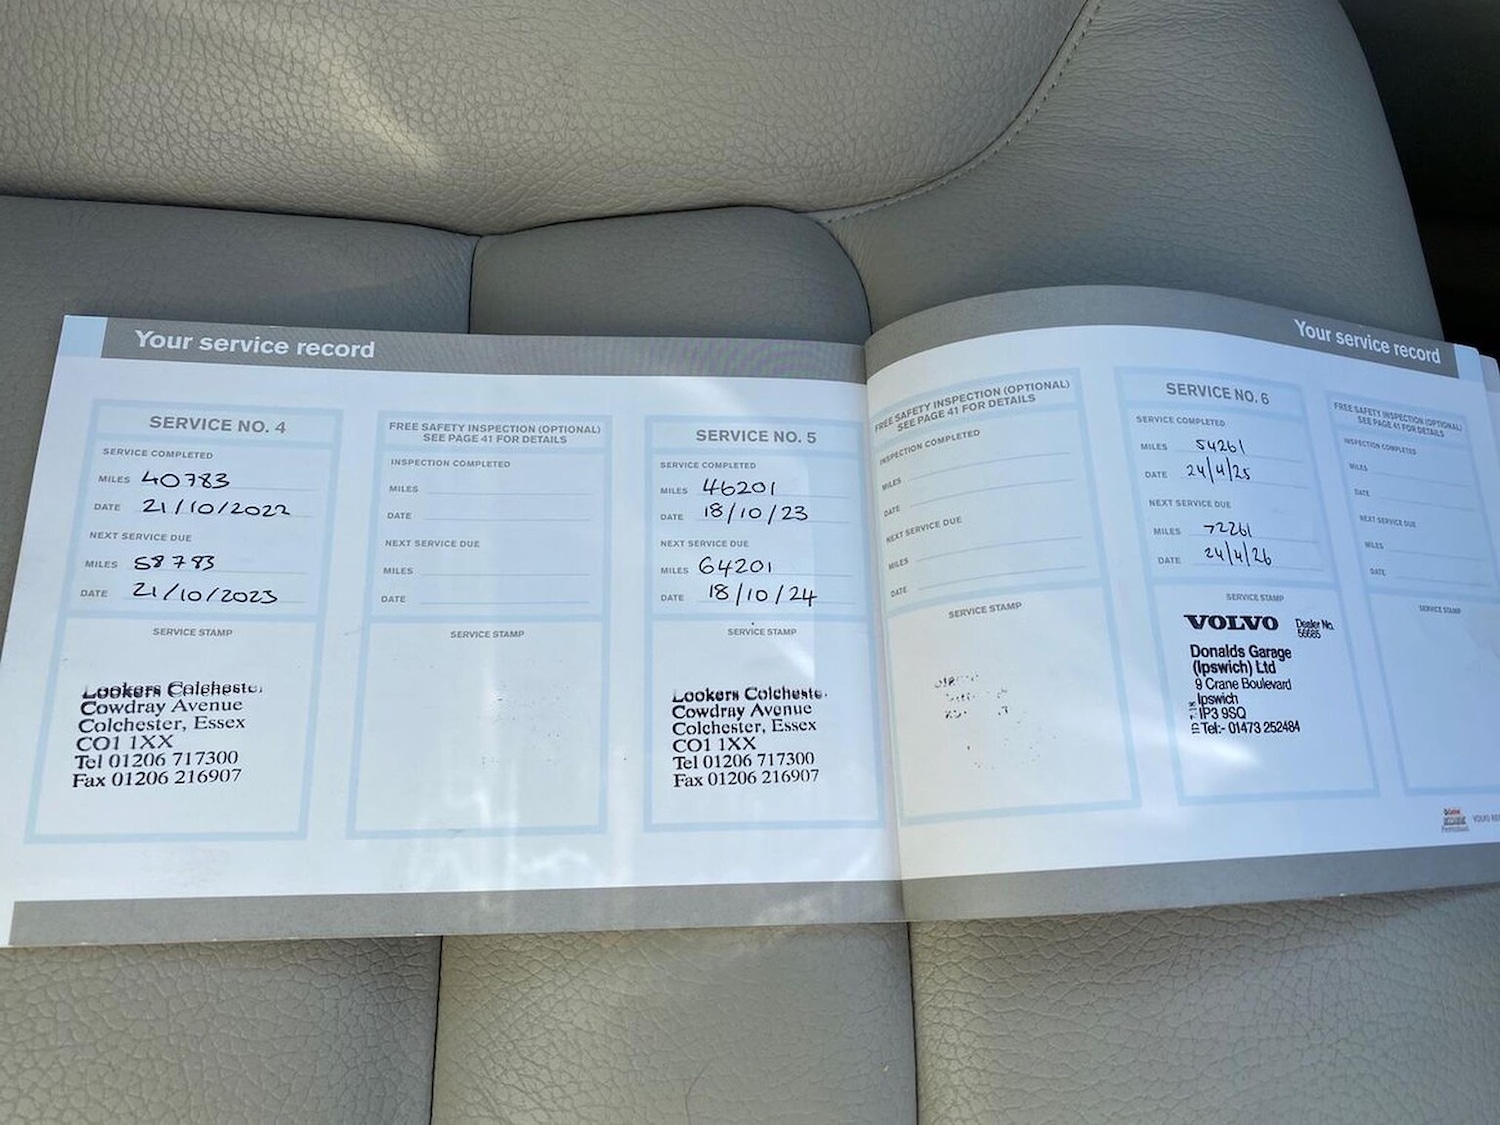 Your service record
SERVICE NO. 4
SERVICE COMPLETED
MILES 40783
DATE 21/10/2022
NEXT SERVICE DUE
MILES 58783
DATE 21/10/2023
SERVICE STAMP
Lookers Colchester
Cowdray Avenue
Colchester, Essex
CO1 1XX
Tel 01206 717300
Fax 01206 216907
FREE SAFETY INSPECTION (OPTIONAL)
SEE PAGE 41 FOR DETAILS
INSPECTION COMPLETED
MILES
DATE
NEXT SERVICE DUE
MILES
DATE
SERVICE STAMP
SERVICE NO. 5
SERVICE COMPLETED
MILES 46201
DATE 18/10/23
NEXT SERVICE DUE
MILES 64201
DATE 18/10/24
SERVICE STAMP
Lookers Colcheste
Cowdray Avenue
Colchester, Essex
CO1 1XX
Tel 01206 717300
Fax 01206 216907
Your service record
FREE SAFETY INSPECTION (OPTIONAL)
SEE PAGE 41 FOR DETAILS
INSPECTION COMPLETED
MILES
DATE
NEXT SERVICE DUE
MILES
DATE
SERVICE STAMP
SERVICE NO. 6
SERVICE COMPLETED
MILES 54261
DATE 24/4/25
NEXT SERVICE DUE
MILES 72261
DATE 24/4/26
SERVICE STAMP
VOLVO Dealer No.
56685
Donalds Garage
(Ipswich) Ltd
9 Crane Boulevard
Ipswich
IP3 9SQ
Tel:- 01473 252484
FREE SAFETY INSPECTION (OPTIONAL)
SEE PAGE 41 FOR DETAILS
INSPECTION COMPLETED
MILES
DATE
NEXT SERVICE DUE
MILES
DATE
SERVICE STAMP
Castrol
VOLVO